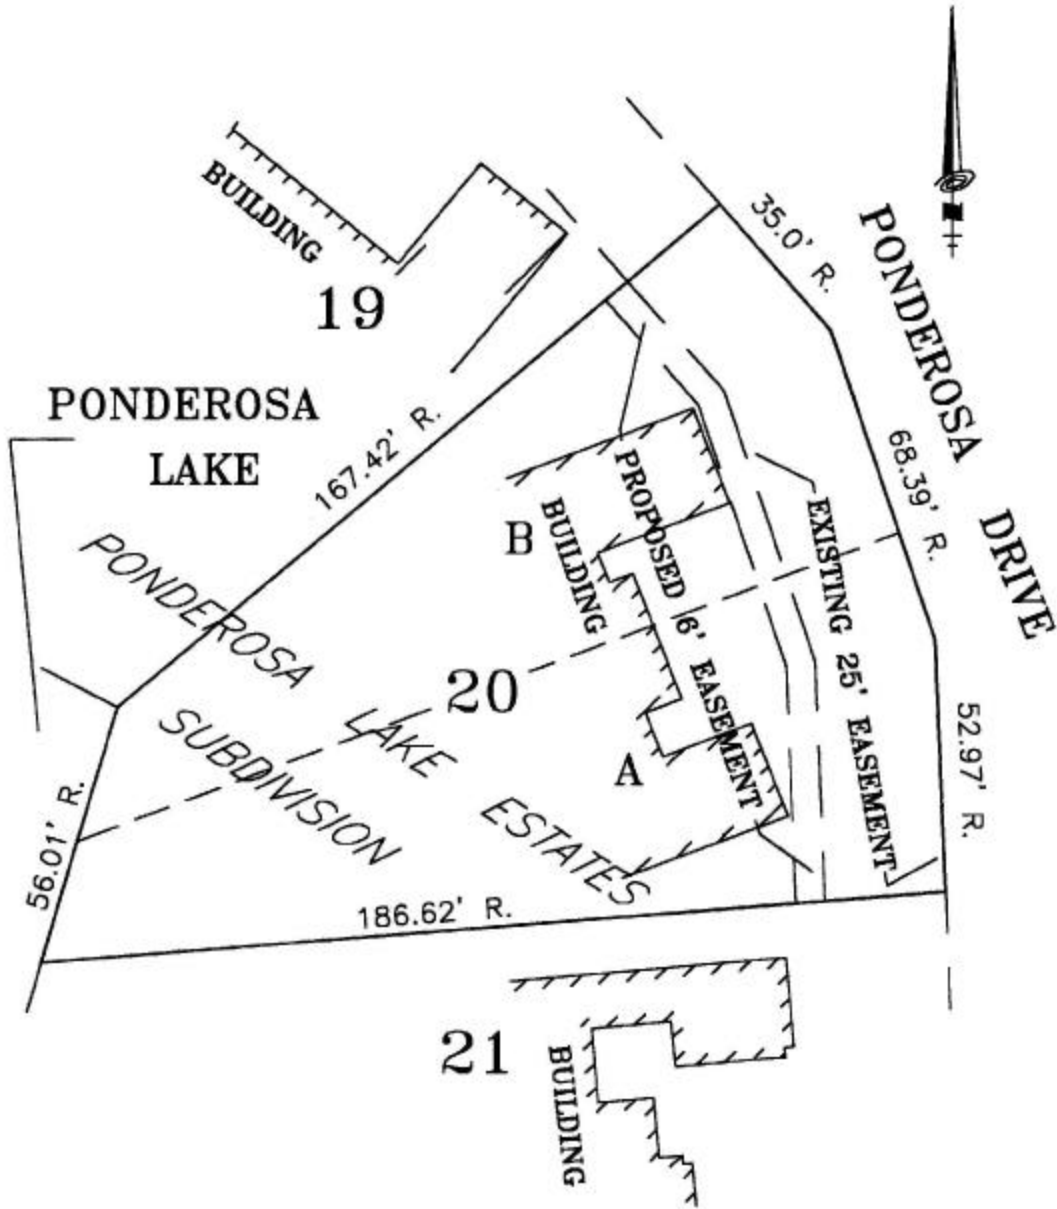 BUILDING
19
35.0' R.
PONDEROSA
DRIVE
PONDEROSA
LAKE
167.42' R.
68.39' R.
B
BUILDING
PROPOSED 6' EASEMENT
EXISTING 25' EASEMENT
PONDEROSA LAKE ESTATES
SUBDIVISION
20
A
52.97' R.
56.01' R.
186.62' R.
21
BUILDING